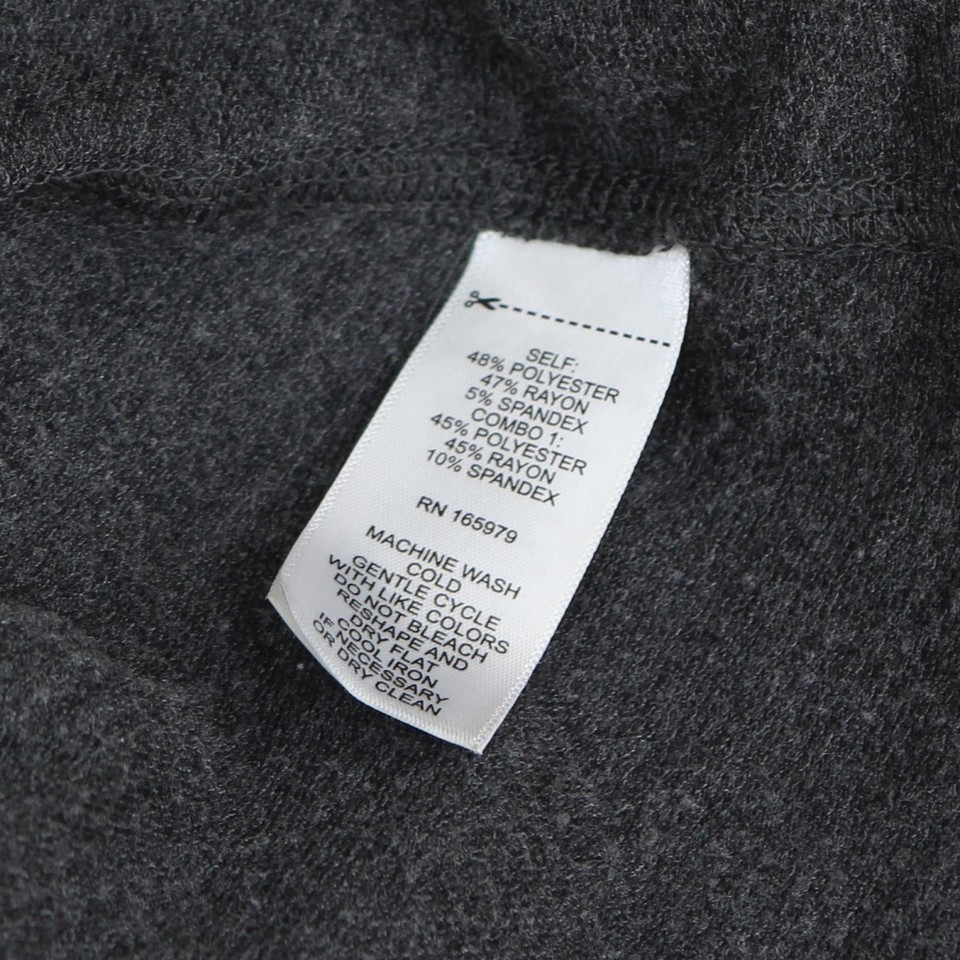 SELF:
48% POLYESTER
47% RAYON
5% SPANDEX
COMBO 1:
45% POLYESTER
45% RAYON
10% SPANDEX
RN 165979
MACHINE WASH
COLD
GENTLE CYCLE
WITH LIKE COLORS
DO NOT BLEACH
RESHAPE AND
DRY FLAT
COOL IRON
IF NECESSARY
OR DRY CLEAN